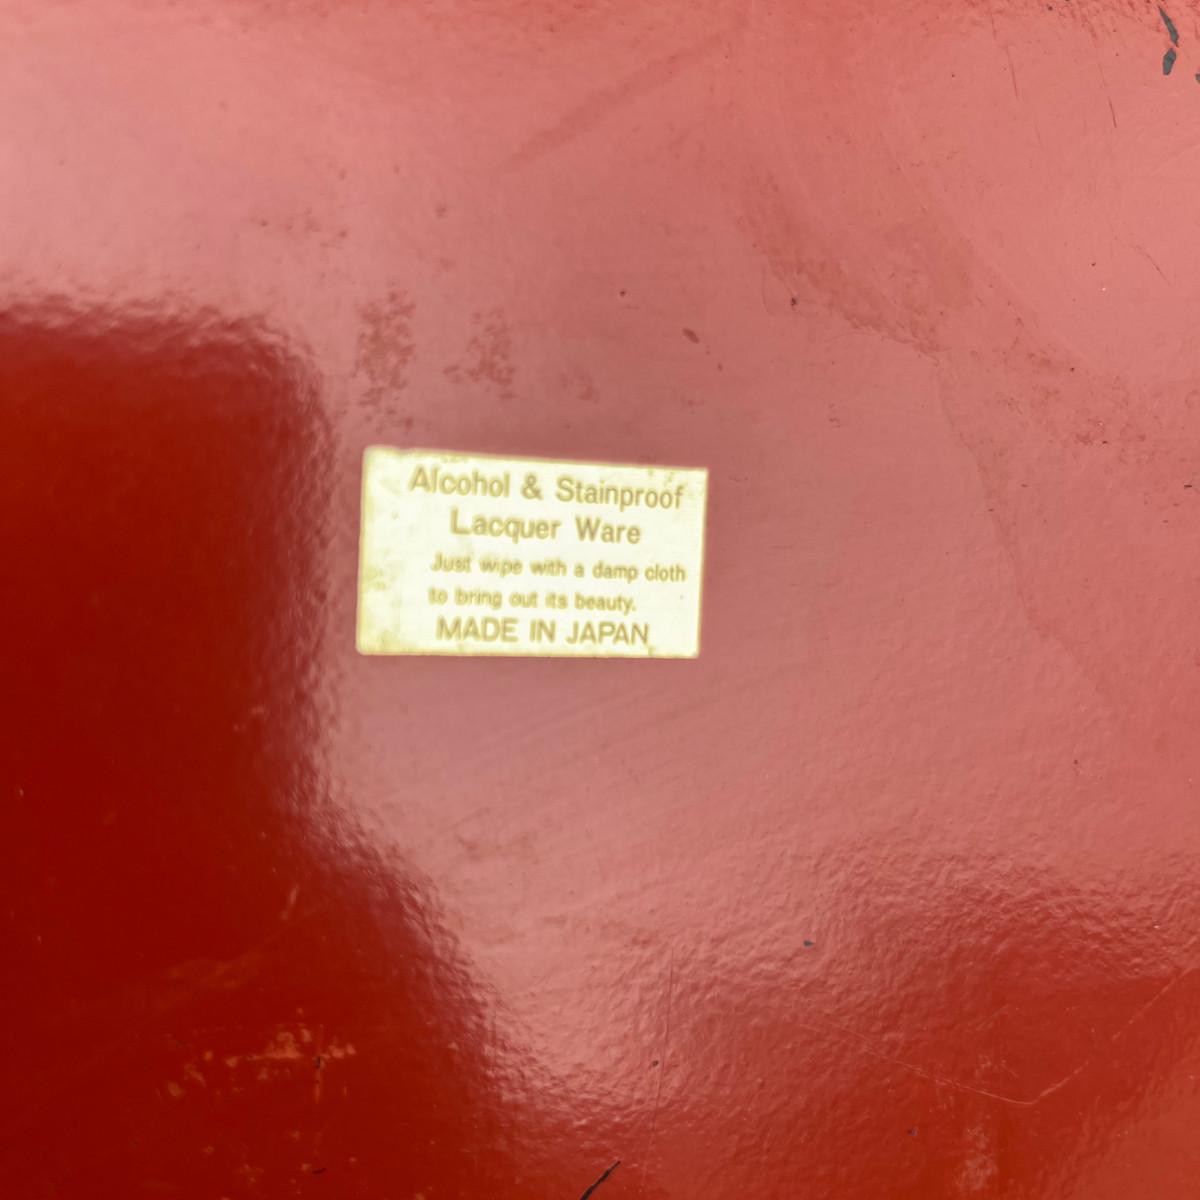 Alcohol & Stainproof
Lacquer Ware
Just wipe with a damp cloth
to bring out its beauty.
MADE IN JAPAN